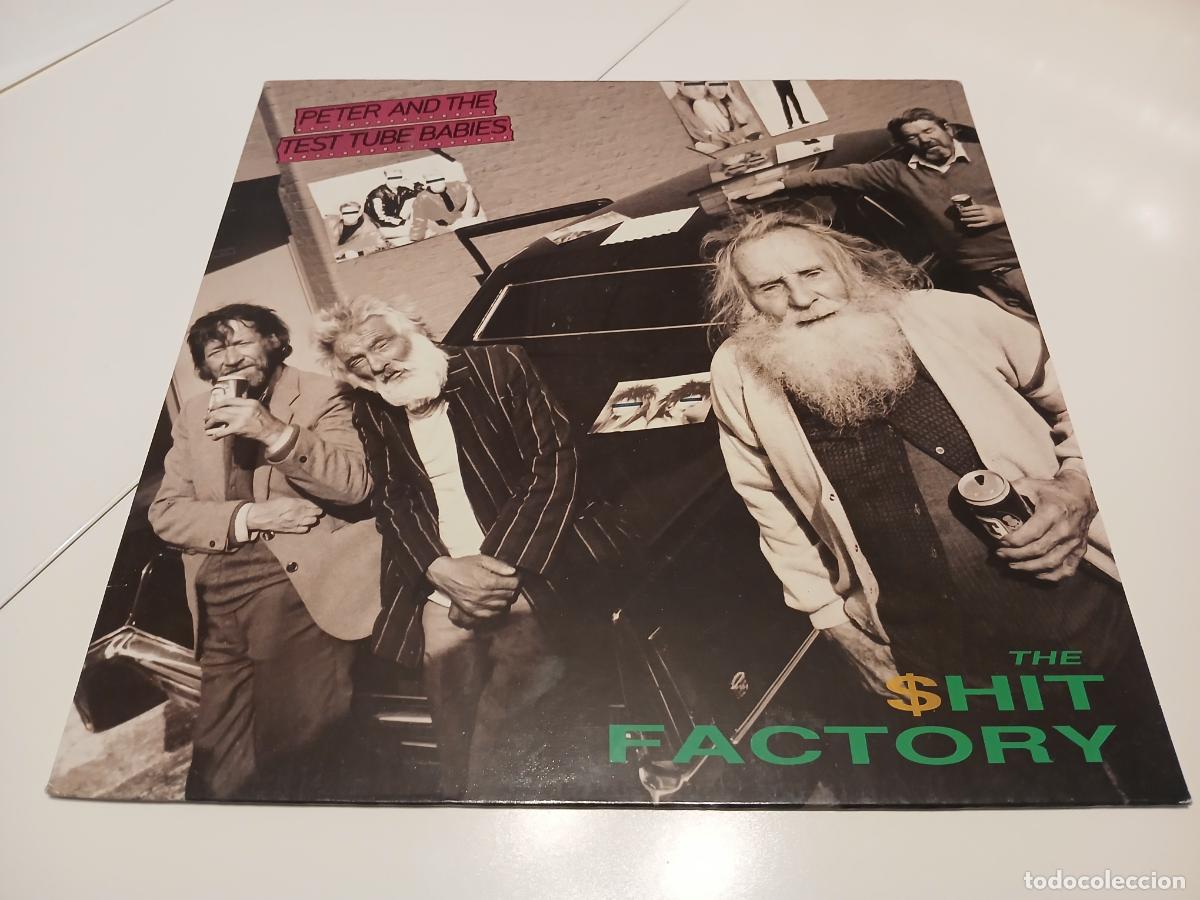 PETER AND THE
TEST TUBE BABIES
THE
$HIT
FACTORY
todocoleccion